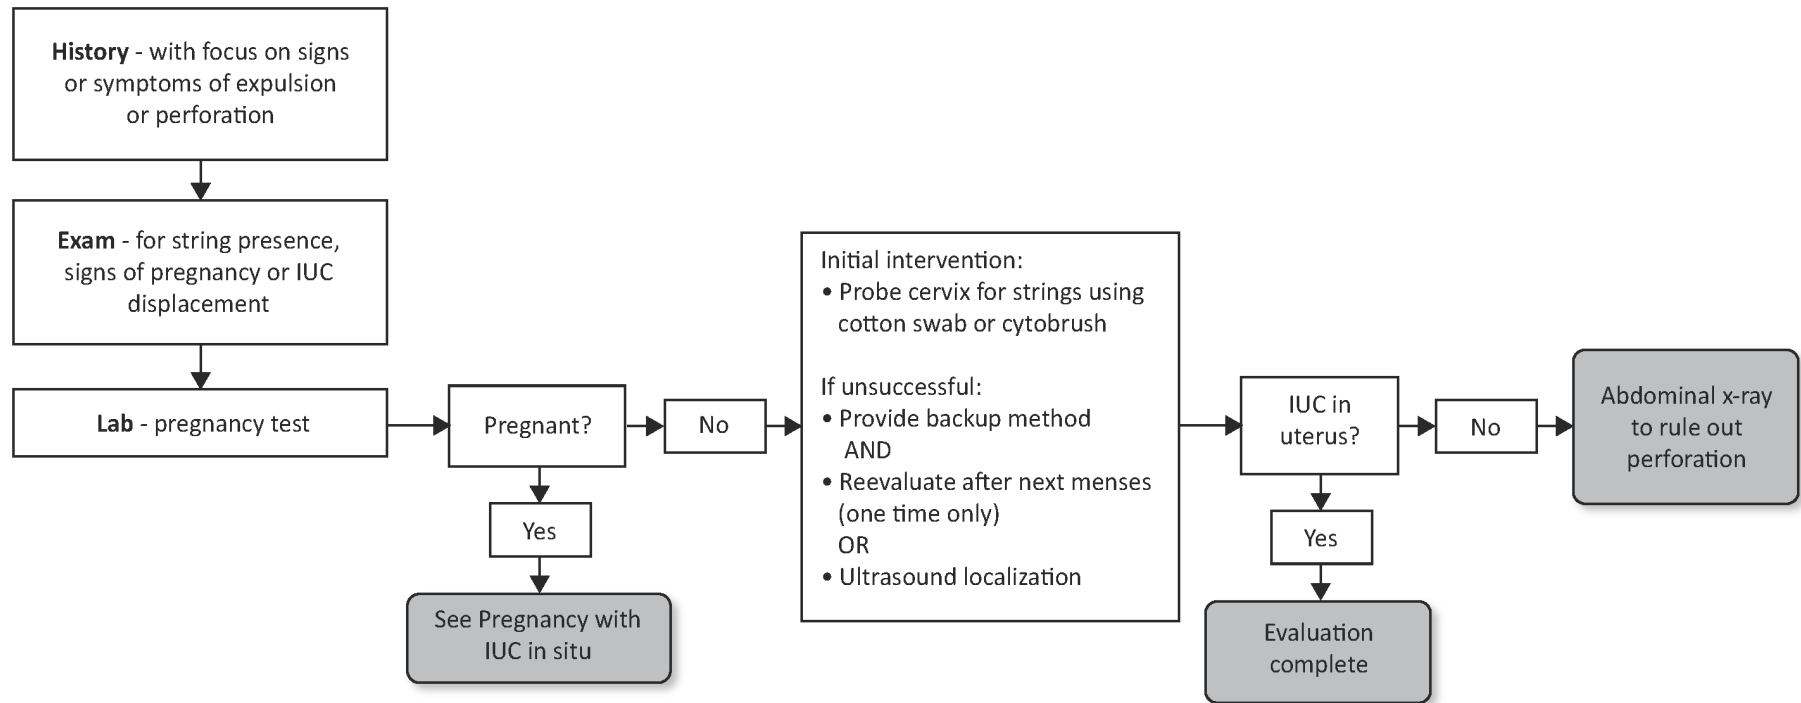 History - with focus on signs
or symptoms of expulsion
or perforation
Exam - for string presence,
signs of pregnancy or IUC
displacement
Lab - pregnancy test
Pregnant?
No
Yes
See Pregnancy with
IUC in situ
Initial intervention:
• Probe cervix for strings using
cotton swab or cytobrush
If unsuccessful:
• Provide backup method
AND
• Reevaluate after next menses
(one time only)
OR
• Ultrasound localization
IUC in
uterus?
No
Yes
Evaluation
complete
Abdominal x-ray
to rule out
perforation